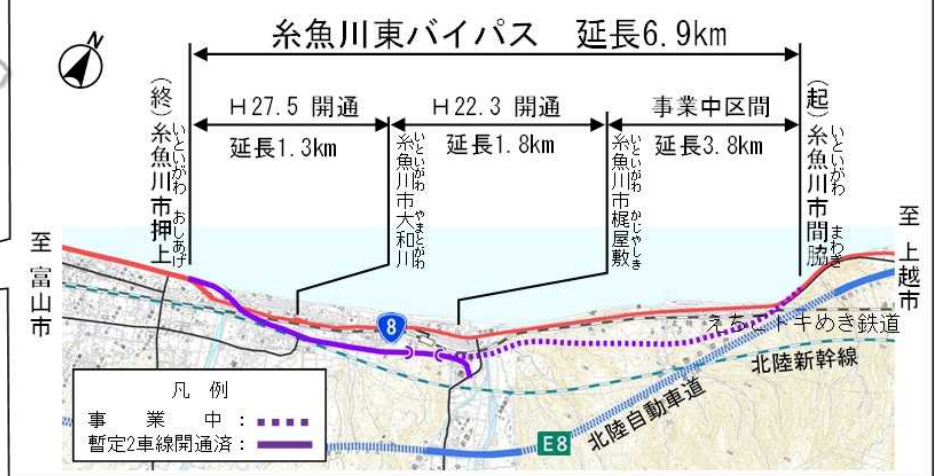 糸魚川東バイパス 延長6.9km
N
H27.5 開通
H22.3 開通
事業中区間
延長1.3km
延長1.8km
延長3.8km
(終)糸魚川市押上
いといがわ おしあげ
糸魚川市大和川
いといがわ やまとがわ
糸魚川市梶屋敷
いといがわ かじやしき
(起)糸魚川市間脇
いといがわ まわき
至 富山市
至 上越市
8
えちごトキめき鉄道
北陸新幹線
北陸自動車道
E8
凡 例
事 業 中:
暫定2車線開通済: